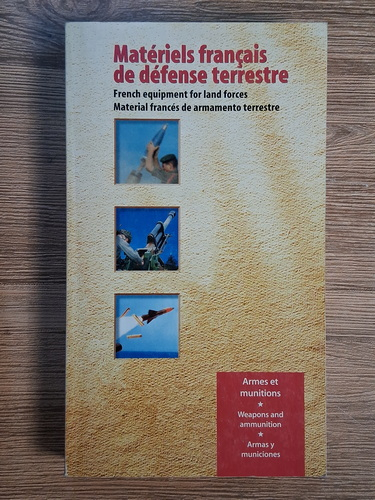 Matériels français
de défense terrestre
French equipment for land forces
Material francés de armamento terrestre
Armes et
munitions
★
Weapons and
ammunition
★
Armas y
municiones